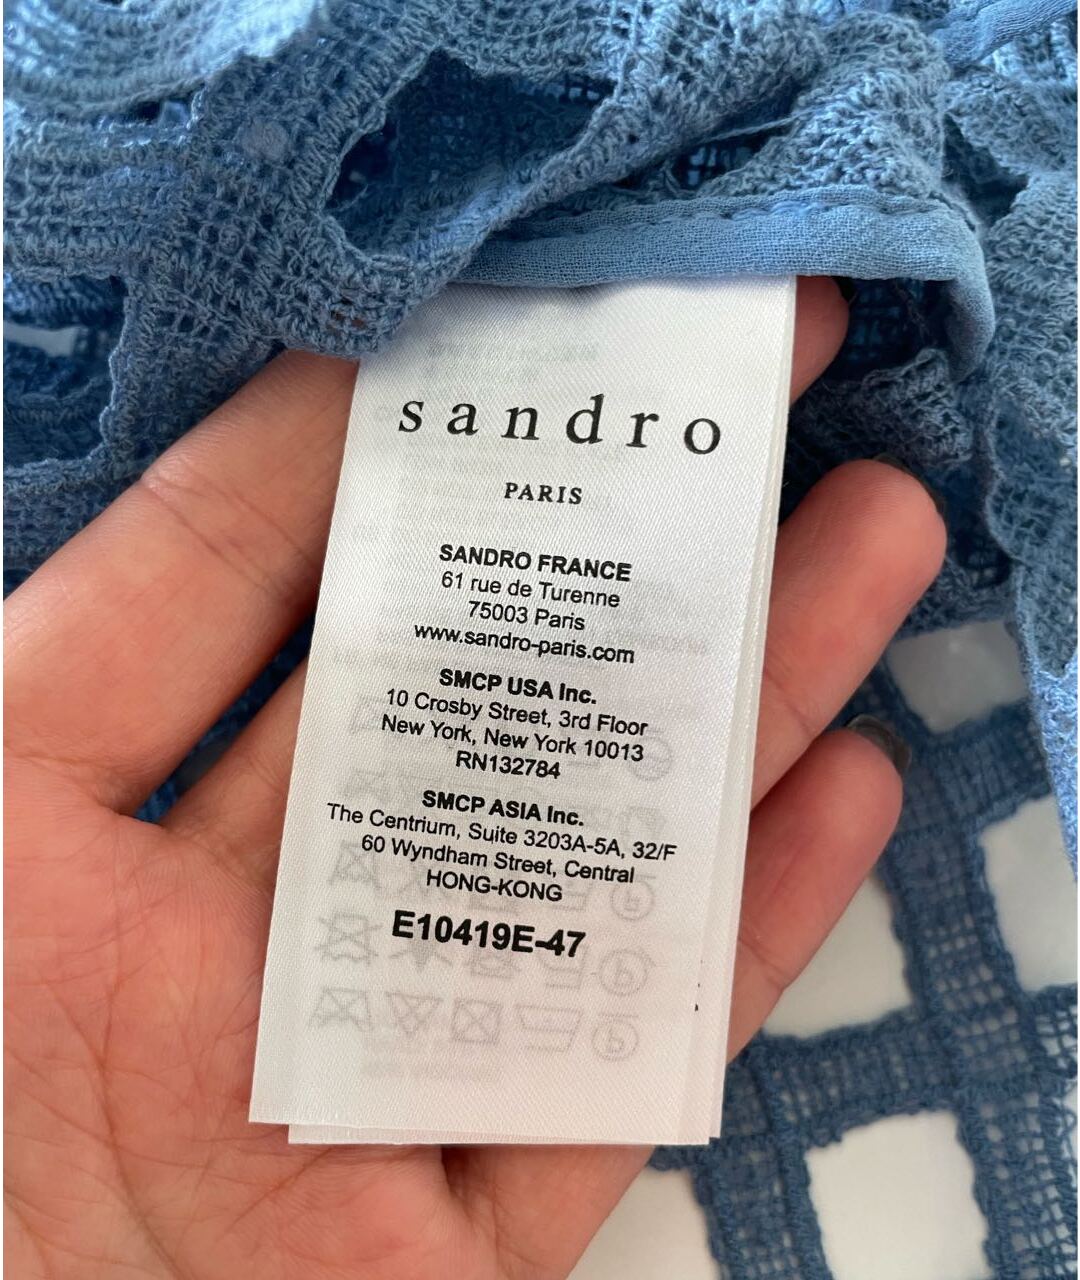 sandro
PARIS
SANDRO FRANCE
61 rue de Turenne
75003 Paris
www.sandro-paris.com
SMCP USA Inc.
10 Crosby Street, 3rd Floor
New York, New York 10013
RN132784
SMCP ASIA Inc.
The Centrium, Suite 3203A-5A, 32/F
60 Wyndham Street, Central
HONG-KONG
E10419E-47